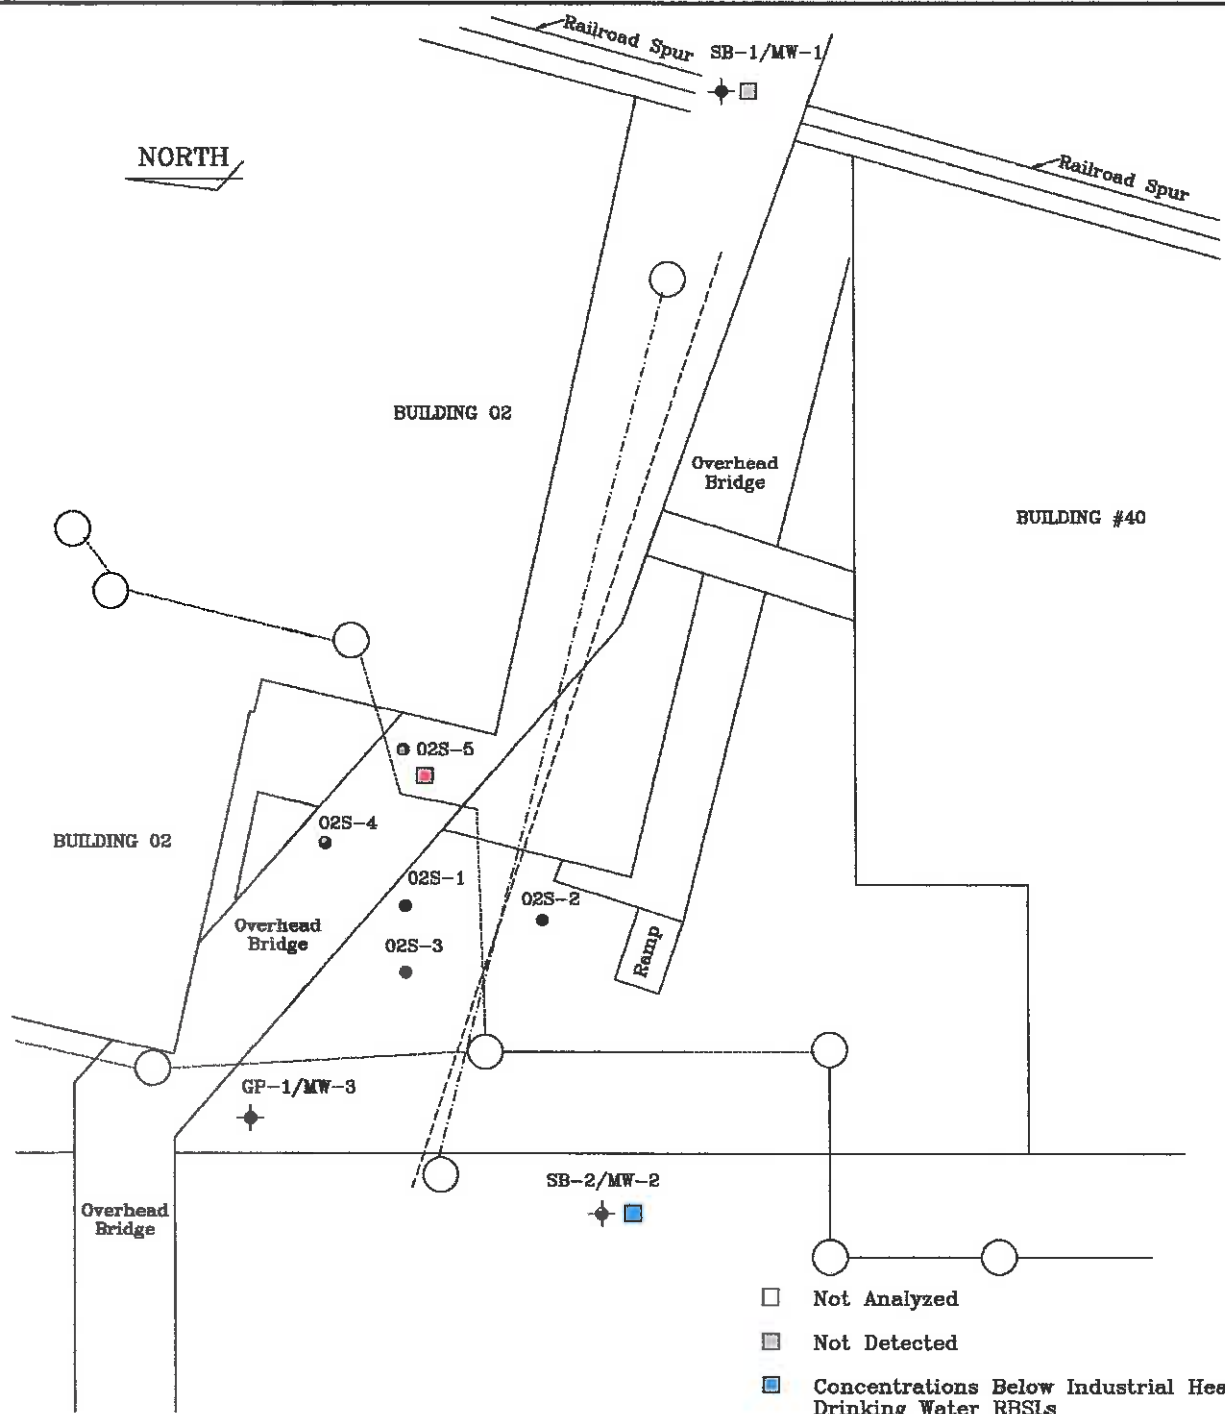 Railroad Spur
SB-1/MW-1
NORTH
Railroad Spur
BUILDING 02
Overhead
Bridge
BUILDING #40
02S-5
02S-4
BUILDING 02
02S-1
02S-2
Overhead
Bridge
02S-3
Ramp
GP-1/MW-3
SB-2/MW-2
Overhead
Bridge
Not Analyzed
Not Detected
Concentrations Below Industrial
Drinking Water RBSLs